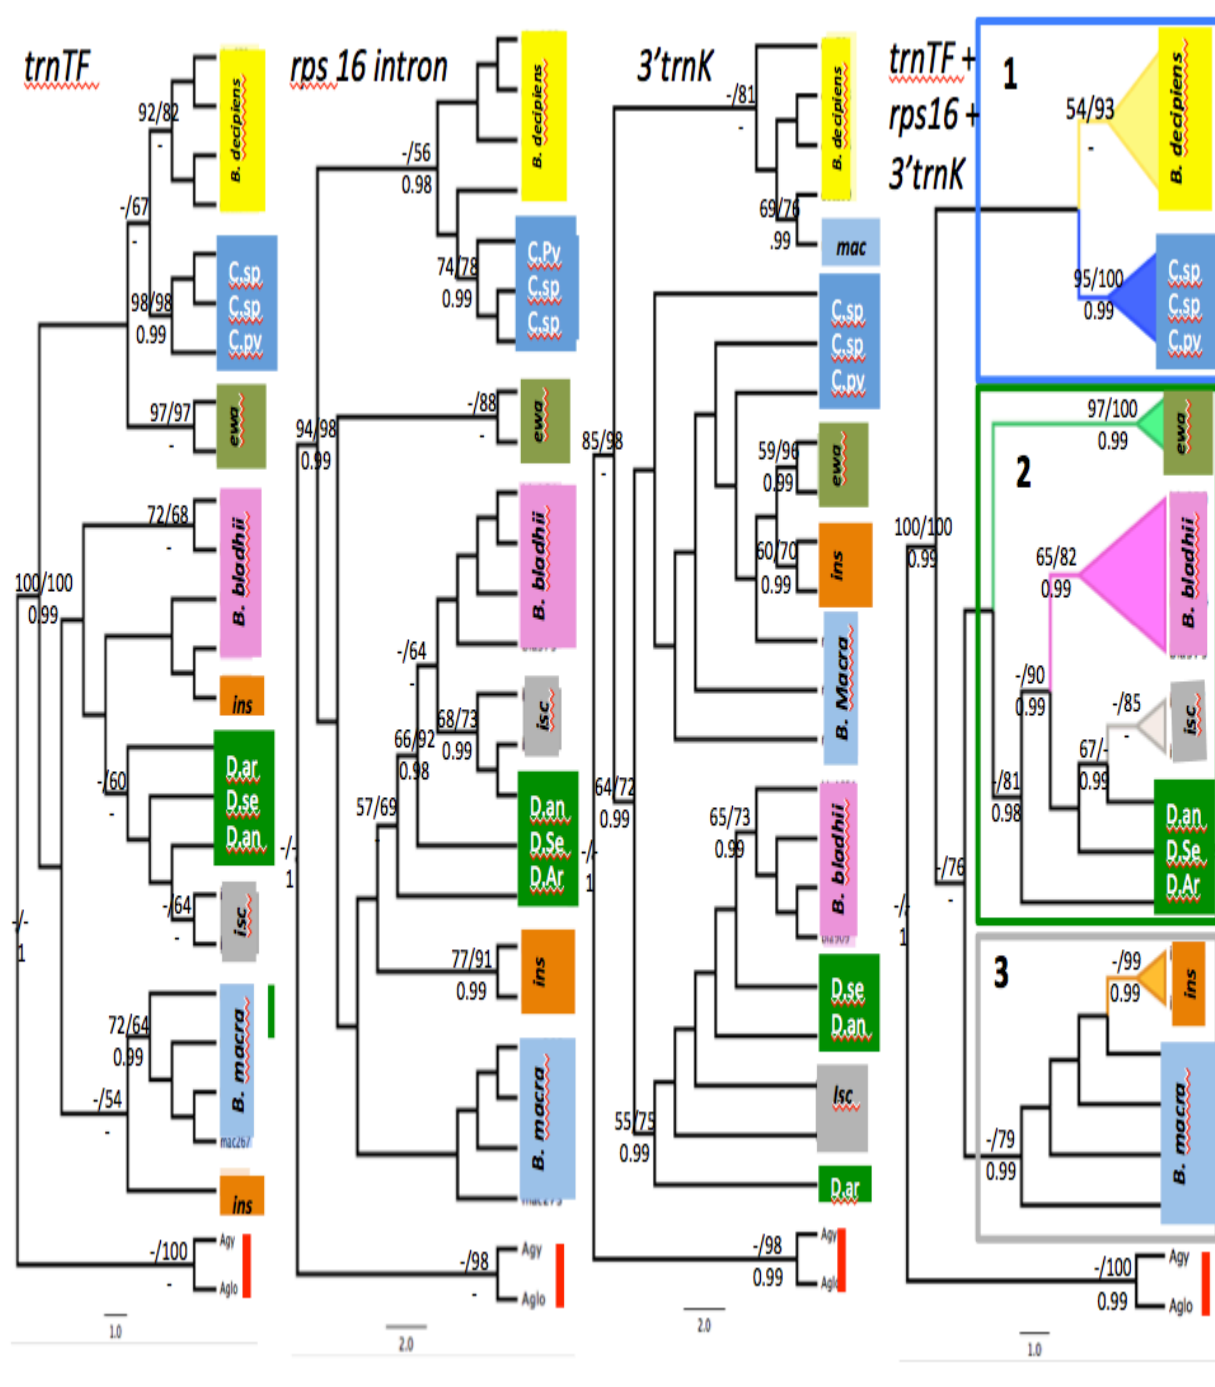 trnTF
92/82
-
B. decipiens
-/67
-
C.sp
98/98
C.sp
0.99
C.pv
97/97
-
ewa
72/68
-
B. bladhii
100/100
0.99
ins
D.ar
-/60
D.se
-
D.an
-/64
-
isc
-/-
1
72/64
0.99
B. macra
-/54
-
mac267
ins
-/100
-
Agy
Aglo
1.0
rps 16 intron
B. decipiens
-/56
0.98
C.Pv
74/78
C.sp
0.99
C.sp
-/88
-
ewa
94/98
0.99
B. bladhii
-/64
-
68/73
0.99
isc
66/92
0.98
57/69
-
D.an
D.Se
D.Ar
-/-
1
77/91
0.99
ins
B. macra
mac273
-/98
-
Agy
Aglo
2.0
3'trnK
-/81
-
B. decipiens
69/76
.99
mac
C.sp
C.sp
C.pv
85/98
-
59/96
0.99
ewa
60/70
0.99
ins
B. Macra
64/72
0.99
65/73
0.99
B. bladhii
-/-
1
D.se
D.an
Isc
55/75
0.99
D.ar
-/98
0.99
Agy
Aglo
2.0
trnTF +
rps16 +
3'trnK
1
54/93
-
B. decipiens
95/100
0.99
C.sp
C.sp
C.pv
97/100
0.99
ewa
2
100/100
0.99
65/82
0.99
B. bladhii
-/90
0.99
-/85
-
isc
67/-
0.99
-/81
0.98
D.an
D.Se
D.Ar
-/76
-
-/-
1
3
-/99
0.99
ins
-/79
0.99
B. macra
-/100
0.99
Agy
Aglo
1.0